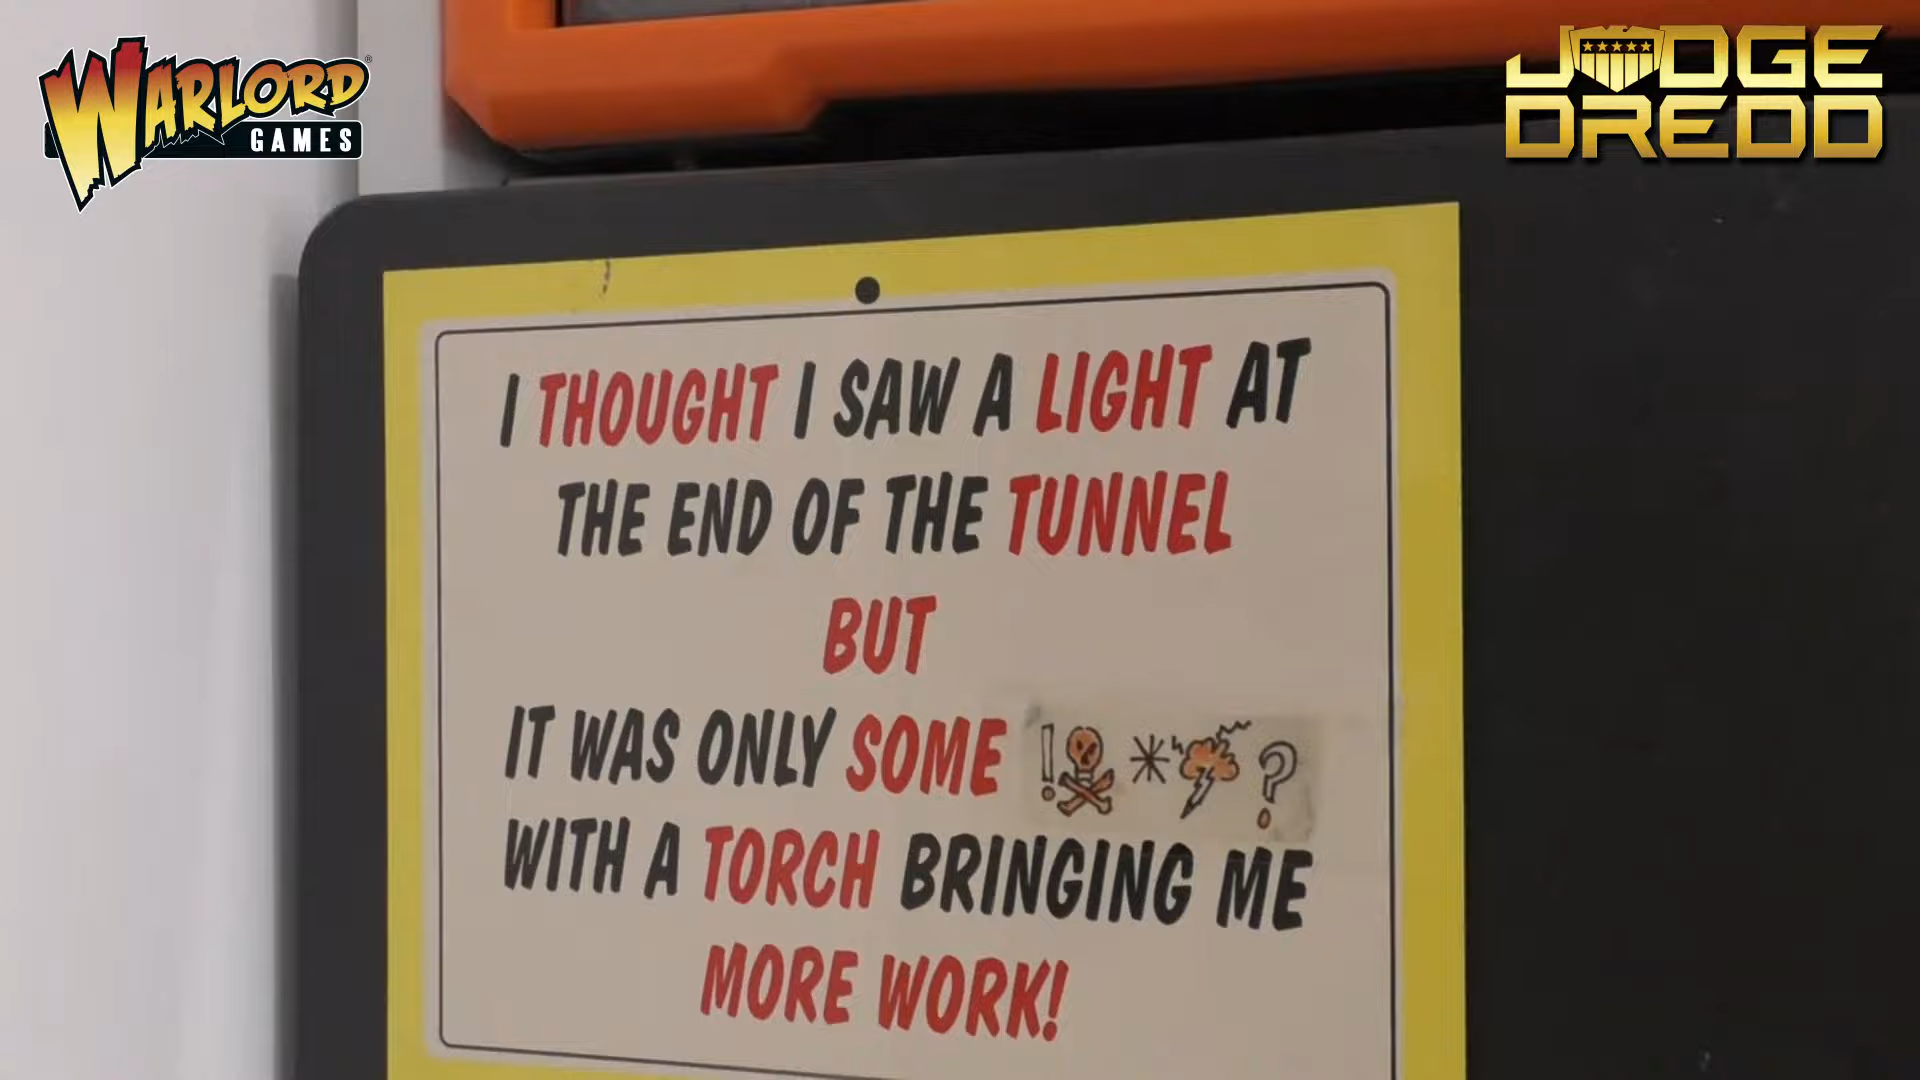 WARLORD
GAMES
JUDGE
DREDD
I THOUGHT I SAW A LIGHT AT
THE END OF THE TUNNEL
BUT
IT WAS ONLY SOME ! * ?
WITH A TORCH BRINGING ME
MORE WORK!